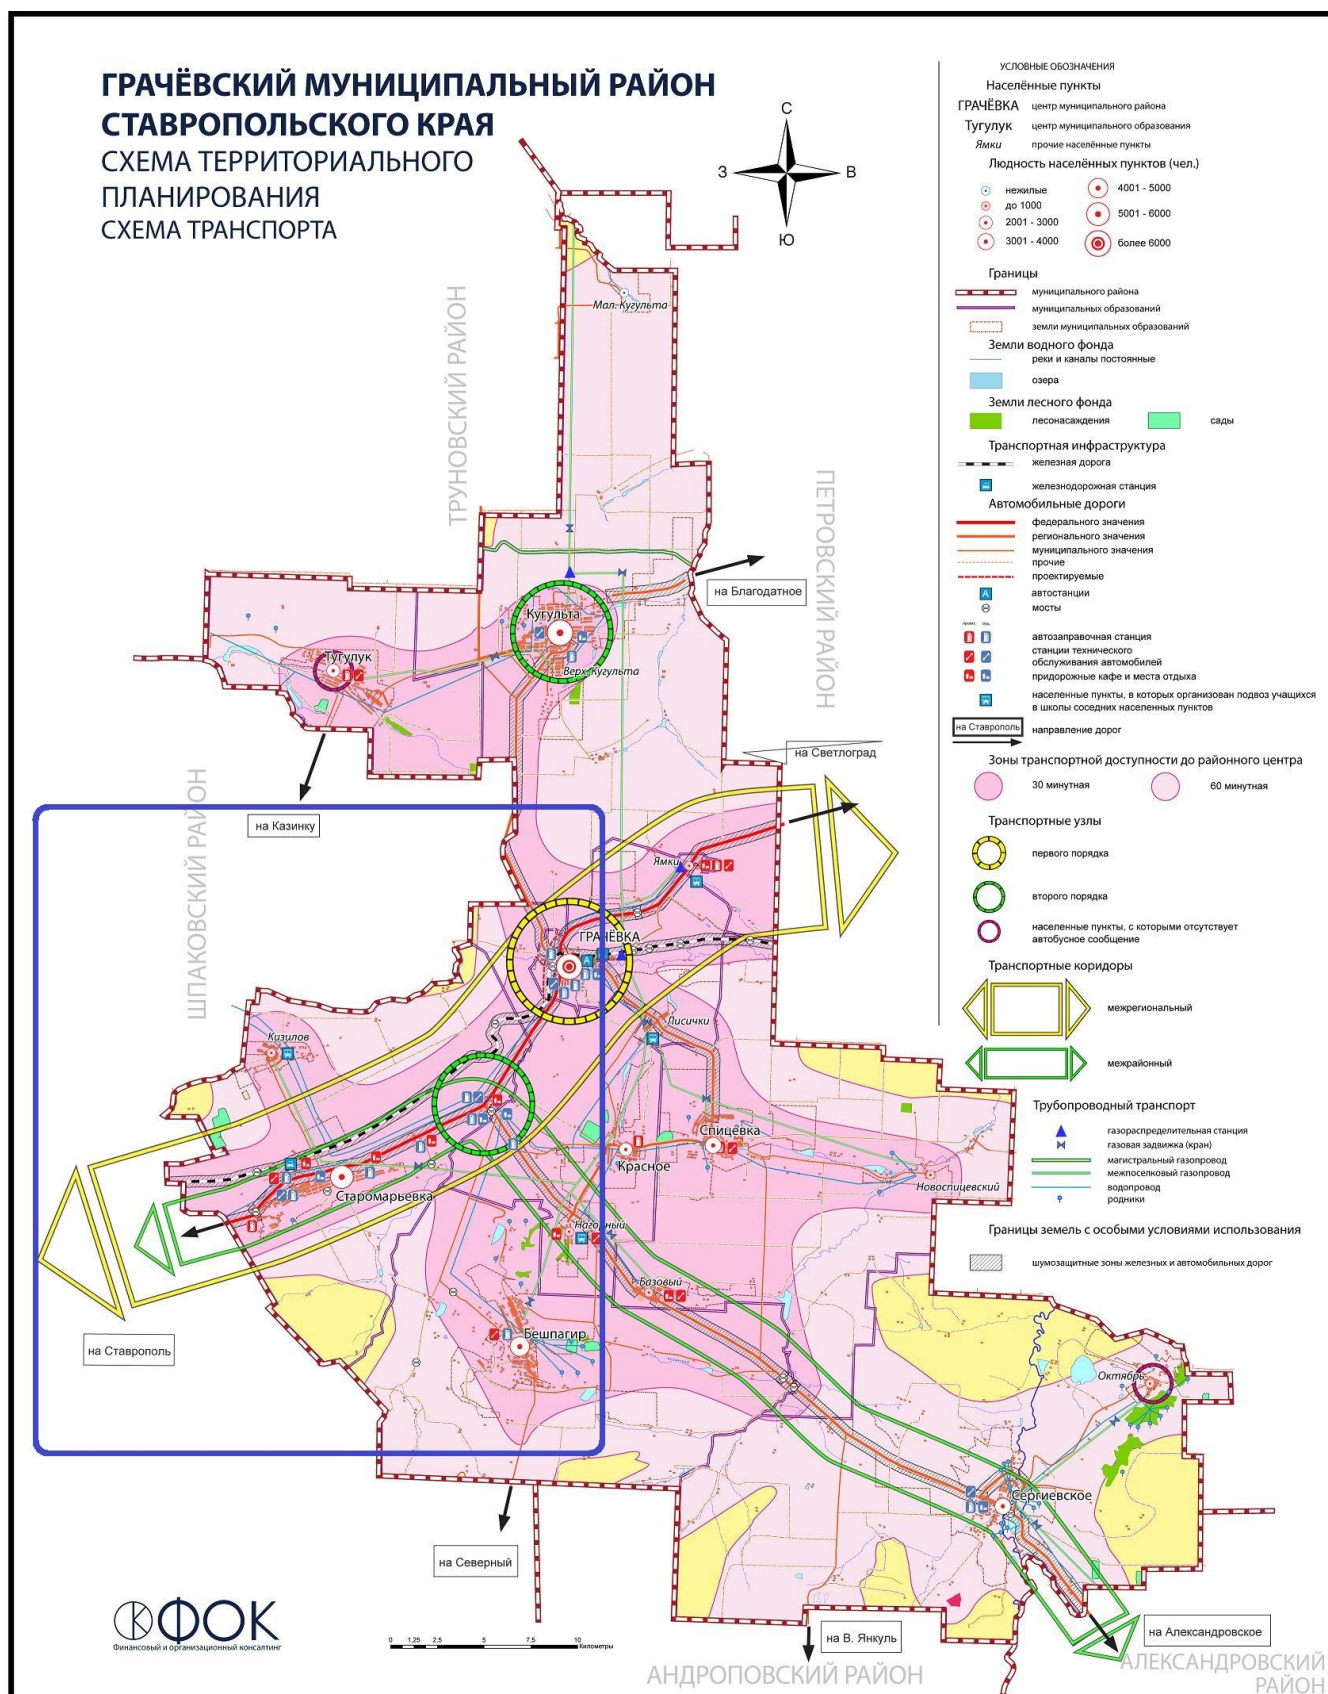 ГРАЧЁВСКИЙ МУНИЦИПАЛЬНЫЙ РАЙОН
СТАВРОПОЛЬСКОГО КРАЯ
СХЕМА ТЕРРИТОРИАЛЬНОГО
ПЛАНИРОВАНИЯ
СХЕМА ТРАНСПОРТА
С
З
В
Ю
УСЛОВНЫЕ ОБОЗНАЧЕНИЯ
Населённые пункты
ГРАЧЁВКА центр муниципального района
Тугулук центр муниципального образования
Ямки прочие населённые пункты
Людность населённых пунктов (чел.)
нежилые
до 1000
2001 - 3000
3001 - 4000
4001 - 5000
5001 - 6000
более 6000
Границы
муниципального района
муниципальных образований
земли муниципальных образований
Земли водного фонда
реки и каналы постоянные
озера
Земли лесного фонда
лесонасаждения
сады
Транспортная инфраструктура
железная дорога
железнодорожная станция
Автомобильные дороги
федерального значения
регионального значения
муниципального значения
прочие
проектируемые
А автостанции
мосты
автозаправочная станция
станции технического
обслуживания автомобилей
придорожные кафе и места отдыха
населенные пункты, в которых организован подвоз учащихся
в школы соседних населенных пунктов
на Ставрополь направление дорог
Зоны транспортной доступности до районного центра
30 минутная
60 минутная
Транспортные узлы
первого порядка
второго порядка
населенные пункты, с которыми отсутствует
автобусное сообщение
Транспортные коридоры
межрегиональный
межрайонный
Трубопроводный транспорт
газораспределительная станция
газовая задвижка (кран)
магистральный газопровод
межпоселковый газопровод
водопровод
родники
Границы земель с особыми условиями использования
шумозащитные зоны железных и автомобильных дорог
ТРУНОВСКИЙ РАЙОН
ПЕТРОВСКИЙ РАЙОН
ШПАКОВСКИЙ РАЙОН
АНДРОПОВСКИЙ РАЙОН
АЛЕКСАНДРОВСКИЙ
РАЙОН
Мал. Кугульта
на Благодатное
Кугульта
Верх. Кугульта
Тугулук
на Светлоград
на Казинку
Ямки
ГРАЧЁВКА
А
Лисички
Кизилов
Спицевка
Красное
Новоспицевский
Старомарьевка
Нагорный
Базовый
Бешпагир
на Ставрополь
Октябрь
Сергиевское
на Северный
на В. Янкуль
на Александровское
ФОК
Финансовый и организационный консалтинг
0 1,25 2,5 5 7,5 10
Километры